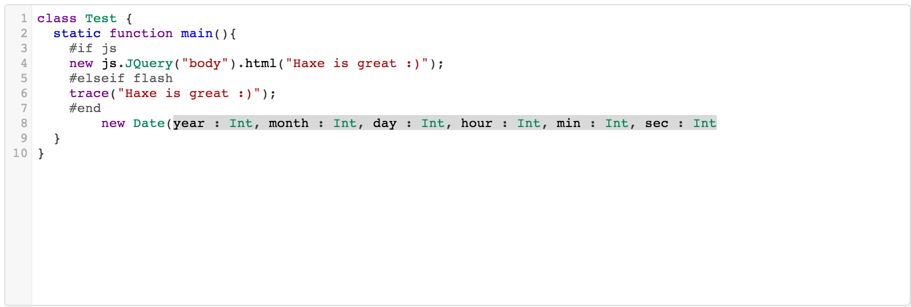 1 class Test {
2 static function main(){
3 #if js
4 new js.JQuery("body").html("Haxe is great :)");
5 #elseif flash
6 trace("Haxe is great :)");
7 #end
8 new Date(year : Int, month : Int, day : Int, hour : Int, min : Int, sec : Int
9 }
10 }